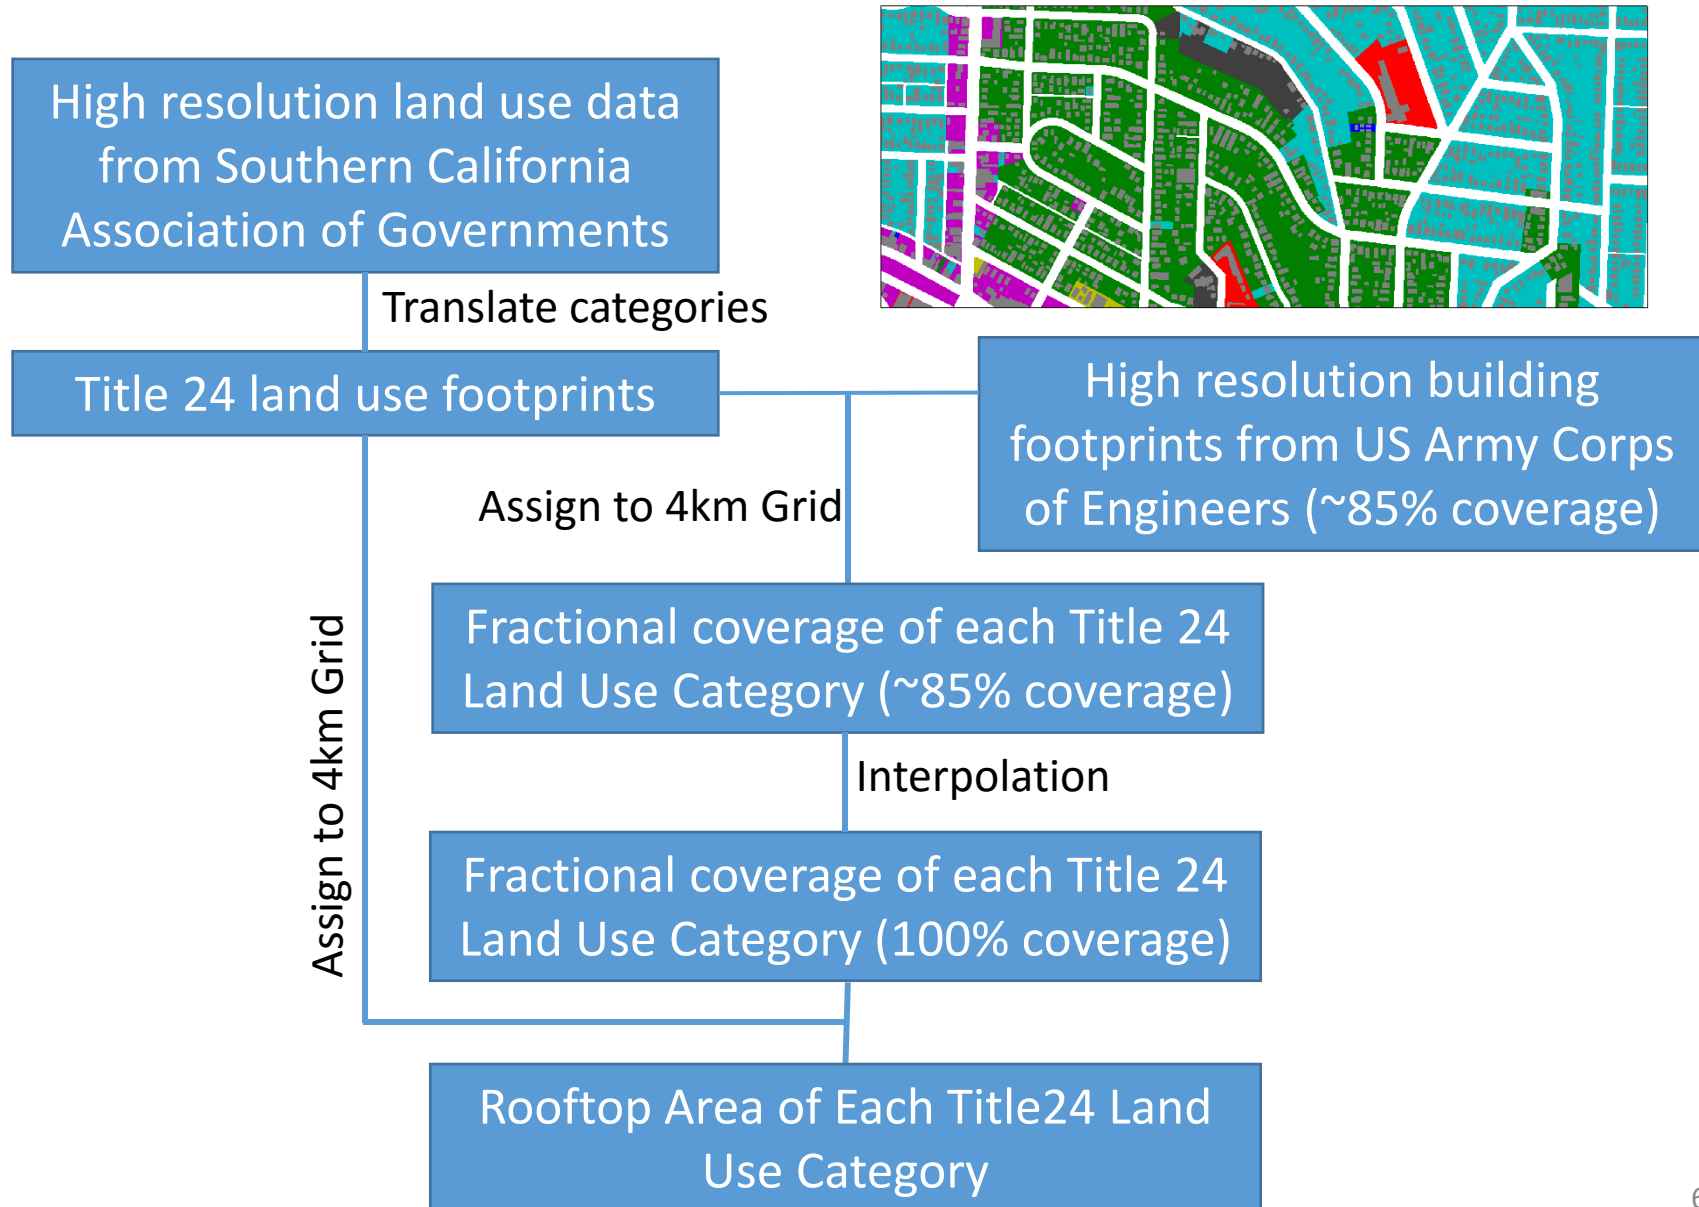 High resolution land use data
from Southern California
Association of Governments
Translate categories
Title 24 land use footprints
High resolution building
footprints from US Army Corps
of Engineers (~85% coverage)
Assign to 4km Grid
Assign to 4km Grid
Fractional coverage of each Title 24
Land Use Category (~85% coverage)
Interpolation
Fractional coverage of each Title 24
Land Use Category (100% coverage)
Rooftop Area of Each Title24 Land
Use Category
6